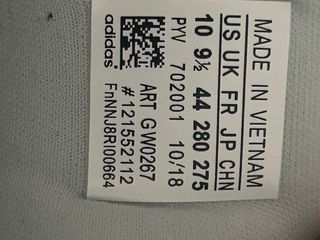 MADE IN VIETNAM
US UK FR JP CHN
10 9½ 44 280 275
PYV 702001 10/18
ART GW0267
# 121552112
FnNNJ8RI00664
adidas